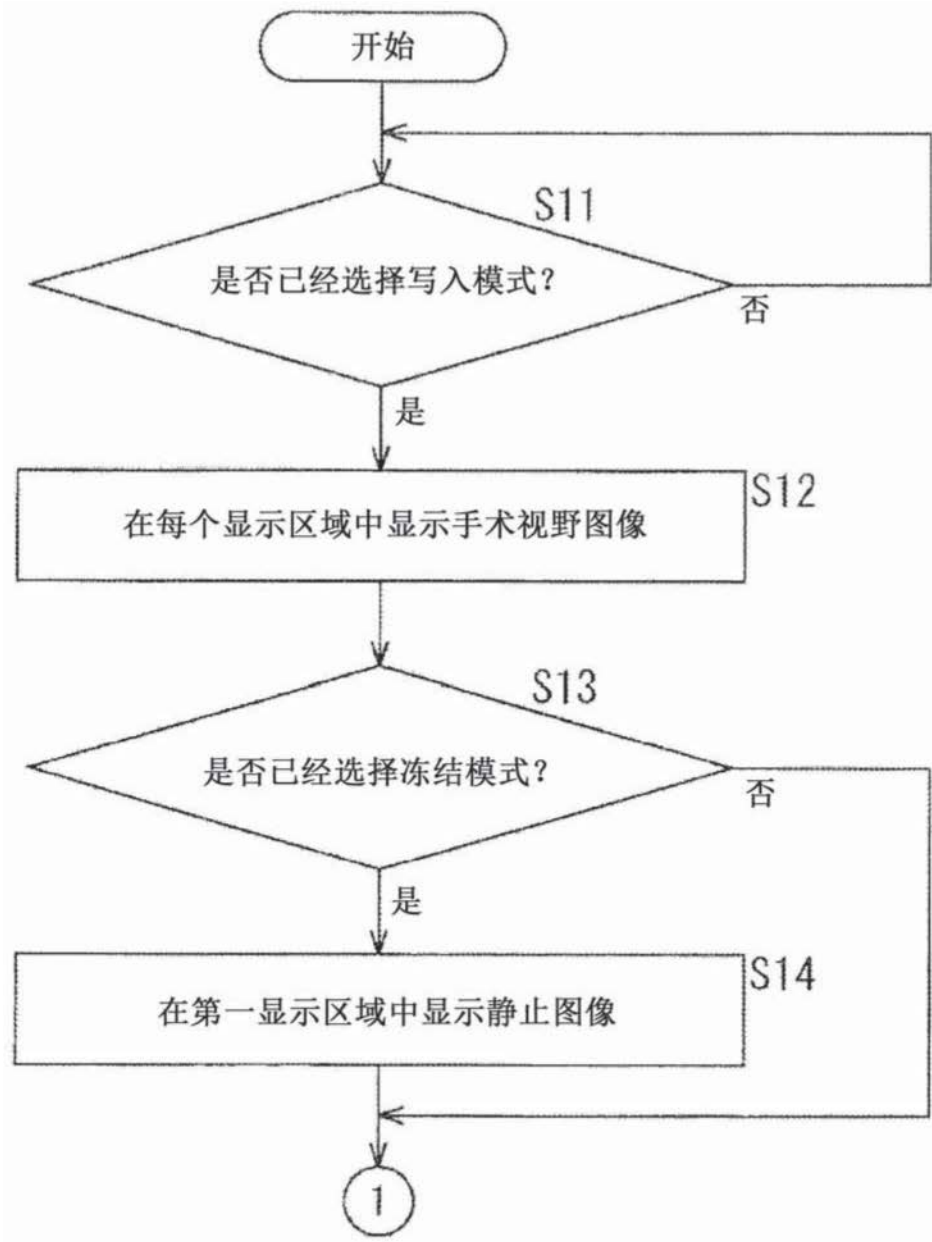 开始
S11
是否已经选择写入模式?
否
是
S12
在每个显示区域中显示手术视野图像
S13
是否已经选择冻结模式?
否
是
S14
在第一显示区域中显示静止图像
1